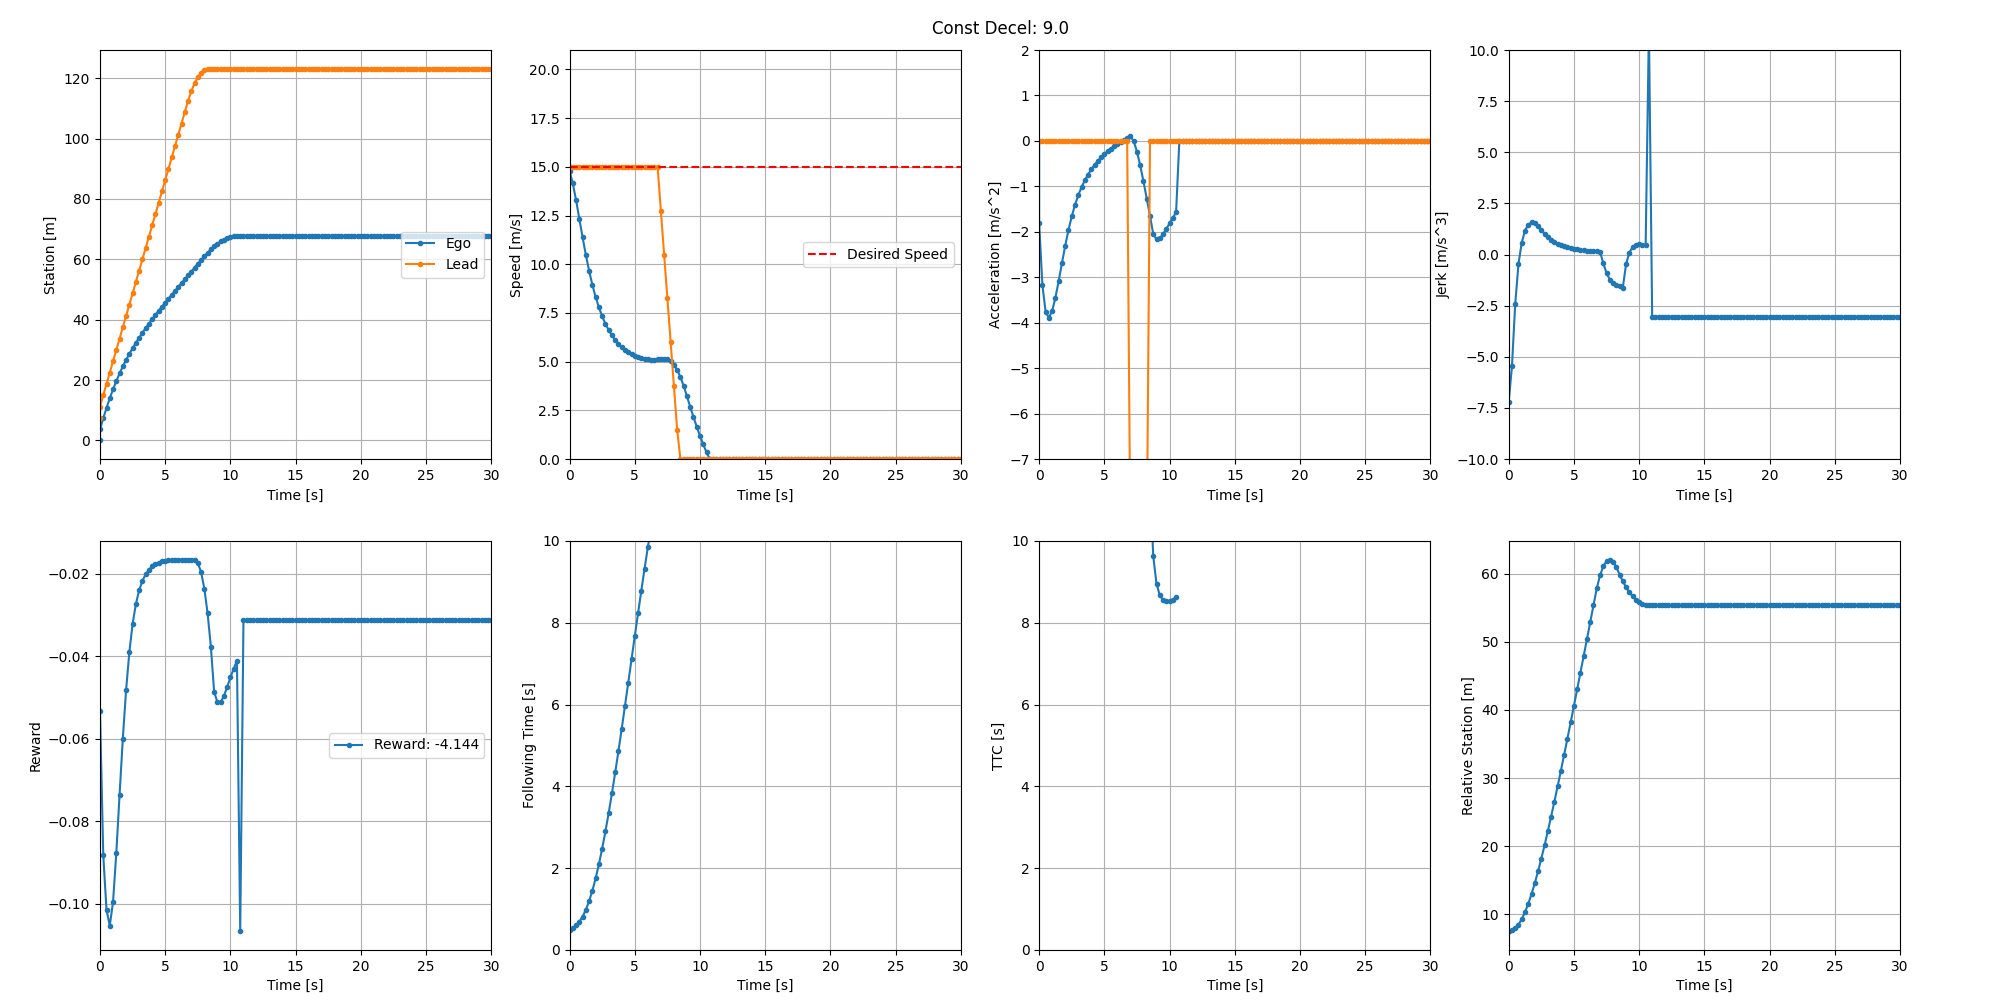 Const Decel: 9.0
Station [m]
120
100
80
60
40
20
0
0 5 10 15 20 25 30
Time [s]
Ego
Lead
Speed [m/s]
20.0
17.5
15.0
12.5
10.0
7.5
5.0
2.5
0.0
0 5 10 15 20 25 30
Time [s]
Desired Speed
Acceleration [m/s^2]
2
1
0
−1
−2
−3
−4
−5
−6
−7
0 5 10 15 20 25 30
Time [s]
Jerk [m/s^3]
10.0
7.5
5.0
2.5
0.0
−2.5
−5.0
−7.5
−10.0
0 5 10 15 20 25 30
Time [s]
Reward
−0.02
−0.04
−0.06
−0.08
−0.10
0 5 10 15 20 25 30
Time [s]
Reward: -4.144
Following Time [s]
10
8
6
4
2
0
0 5 10 15 20 25 30
Time [s]
TTC [s]
10
8
6
4
2
0
0 5 10 15 20 25 30
Time [s]
Relative Station [m]
60
50
40
30
20
10
0 5 10 15 20 25 30
Time [s]